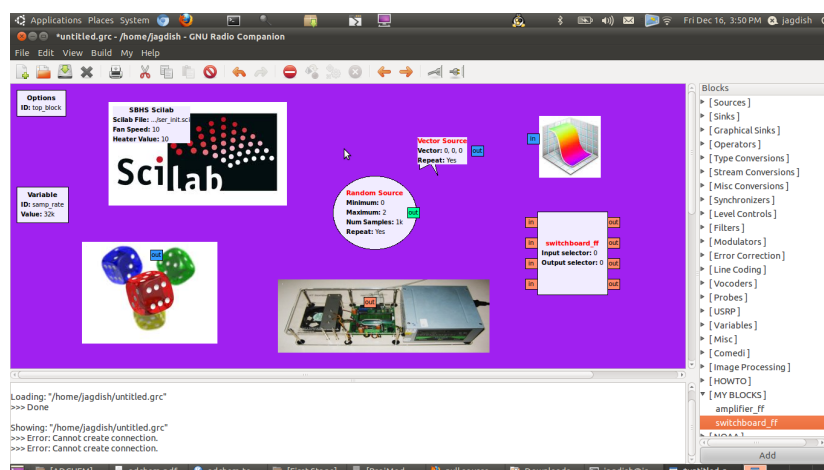 Applications Places System
Fri Dec 16, 3:50 PM jagdish
*untitled.grc - /home/jagdish - GNU Radio Companion
File Edit View Build My Help
Options
ID: top_block
SBHS Scilab
Scilab File: .../ser_init.sci
Fan Speed: 10
Heater Value: 10
Scilab
Variable
ID: samp_rate
Value: 32k
Vector Source
Vector: 0, 0, 0
Repeat: Yes
out
in
Random Source
Minimum: 0
Maximum: 2
Num Samples: 1k
Repeat: Yes
out
in
in
in
in
switchboard_ff
Input selector: 0
Output selector: 0
out
out
out
out
out
out
Blocks
[ Sources ]
[ Sinks ]
[ Graphical Sinks ]
[ Operators ]
[ Type Conversions ]
[ Stream Conversions ]
[ Misc Conversions ]
[ Synchronizers ]
[ Level Controls ]
[ Filters ]
[ Modulators ]
[ Error Correction ]
[ Line Coding ]
[ Vocoders ]
[ Probes ]
[ USRP ]
[ Variables ]
[ Misc ]
[ Comedi ]
[ Image Processing ]
[ HOWTO ]
[ MY BLOCKS ]
amplifier_ff
switchboard_ff
Add
Loading: "/home/jagdish/untitled.grc"
>>> Done
Showing: "/home/jagdish/untitled.grc"
>>> Error: Cannot create connection.
>>> Error: Cannot create connection.